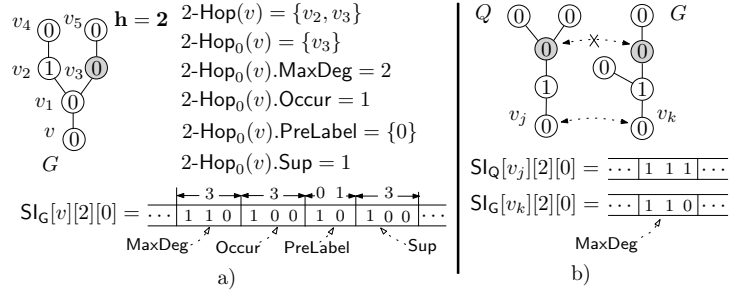 v4 v5 h = 2
0 0
v2 1 v3 0
v1 0
v 0
G
2-Hop(v) = {v2, v3}
2-Hop0(v) = {v3}
2-Hop0(v).MaxDeg = 2
2-Hop0(v).Occur = 1
2-Hop0(v).PreLabel = {0}
2-Hop0(v).Sup = 1
3 3 0 1 3
SIG[v][2][0] = ··· 1 1 0 1 0 0 1 0 1 0 0 ···
MaxDeg Occur PreLabel Sup
a)
Q G
0 0 0
0 × 0
0
1 1
vj 0 0 vk
SIQ[vj][2][0] = ··· 1 1 1 ···
SIG[vk][2][0] = ··· 1 1 0 ···
MaxDeg
b)